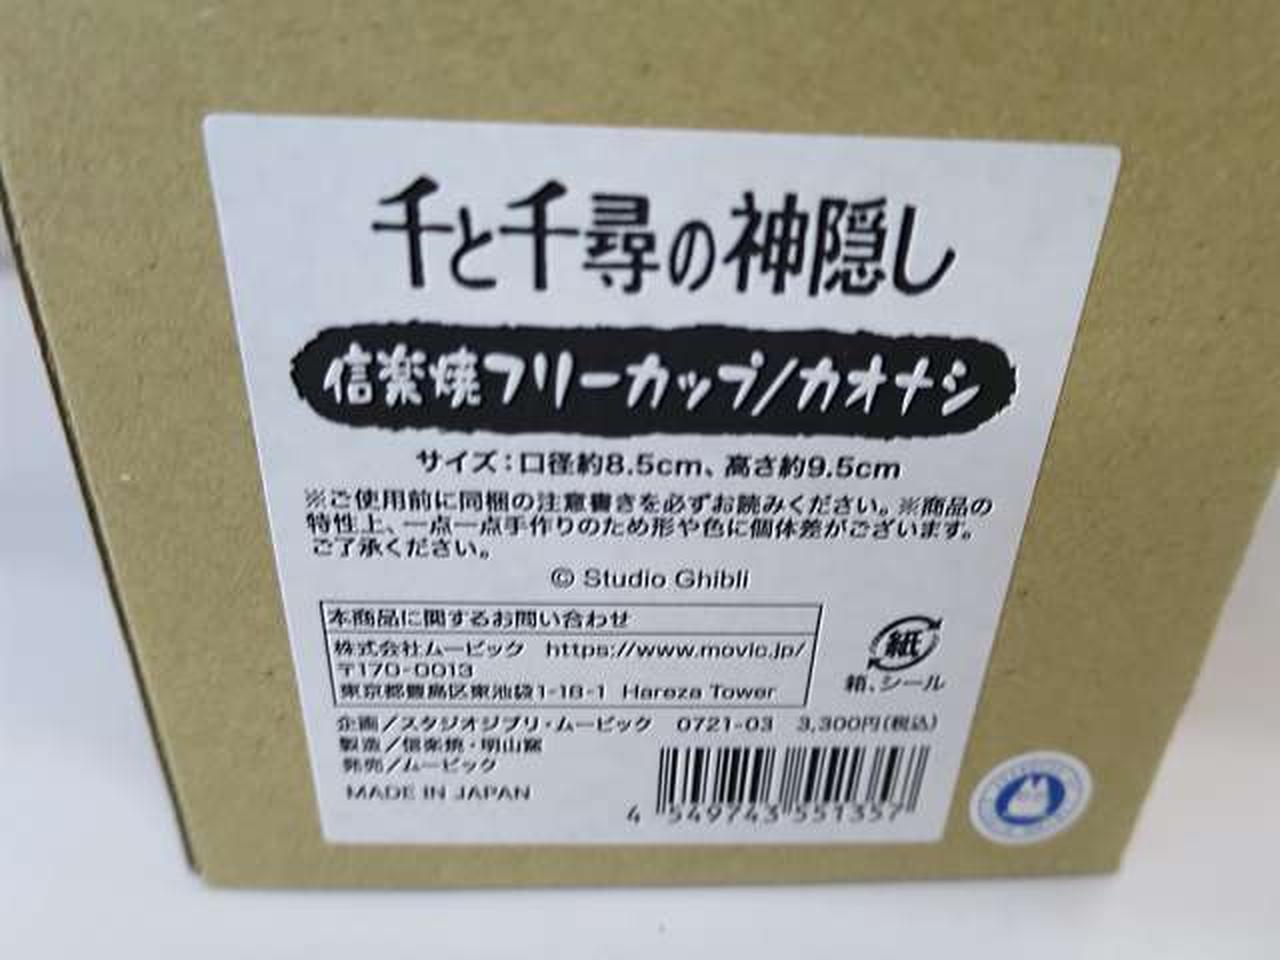 千と千尋の神隠し
信楽焼フリーカップ/カオナシ
サイズ:口径約8.5cm、高さ約9.5cm
※ご使用前に同梱の注意書きを必ずお読みください。※商品の
特性上、一点一点手作りのため形や色に個体差がございます。
ご了承ください。
© Studio Ghibli
本商品に関するお問い合わせ
株式会社ムービック https://www.movic.jp/
〒170-0013
東京都豊島区東池袋1-18-1 Hareza Tower
紙
箱、シール
企画/スタジオジブリ・ムービック 0721-03 3,300円(税込)
製造/信楽焼・明山窯
発売/ムービック
MADE IN JAPAN
4 549743 551357